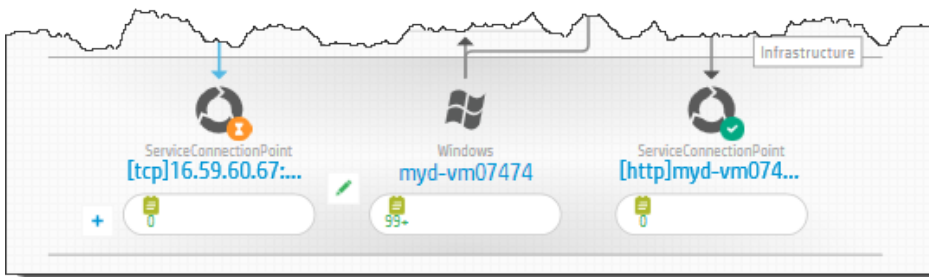 Infrastructure
ServiceConnectionPoint
[tcp]16.59.60.67:...
0
Windows
myd-vm07474
99+
ServiceConnectionPoint
[http]myd-vm074...
0